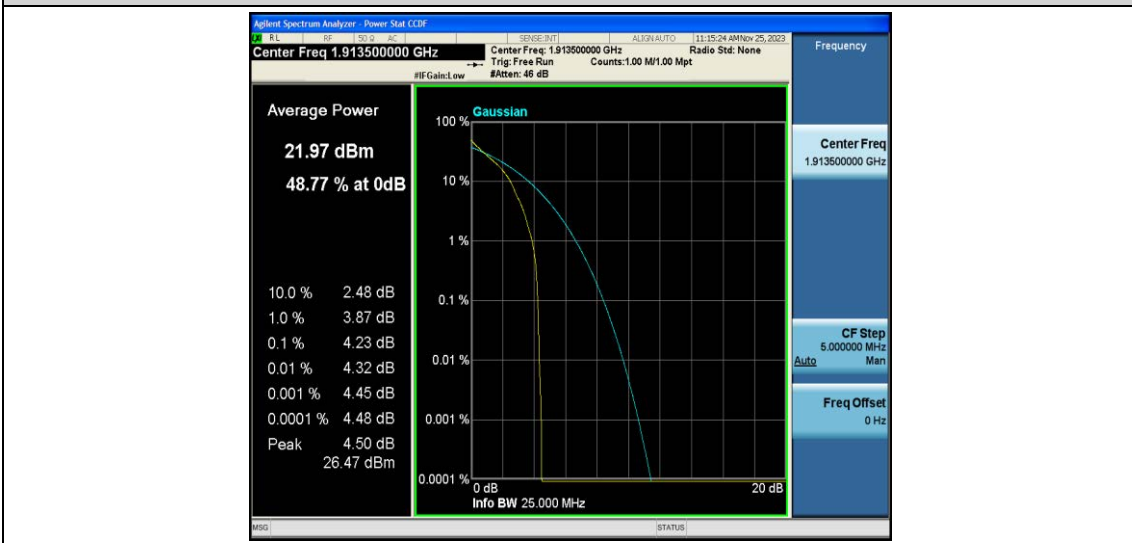 Agilent Spectrum Analyzer - Power Stat CCDF
LXI RL RF 50 Ω AC SENSE:INT ALIGN AUTO 11:15:24 AM Nov 25, 2023
Center Freq 1.913500000 GHz
Center Freq: 1.913500000 GHz Radio Std: None
Trig: Free Run Counts:1.00 M/1.00 Mpt
#IFGain:Low #Atten: 46 dB
Frequency
Average Power
21.97 dBm
48.77 % at 0dB
10.0 % 2.48 dB
1.0 % 3.87 dB
0.1 % 4.23 dB
0.01 % 4.32 dB
0.001 % 4.45 dB
0.0001 % 4.48 dB
Peak 4.50 dB
26.47 dBm
Gaussian
100 %
10 %
1 %
0.1 %
0.01 %
0.001 %
0.0001 %
0 dB 20 dB
Info BW 25.000 MHz
Center Freq
1.913500000 GHz
CF Step
5.000000 MHz
Auto Man
Freq Offset
0 Hz
MSG STATUS